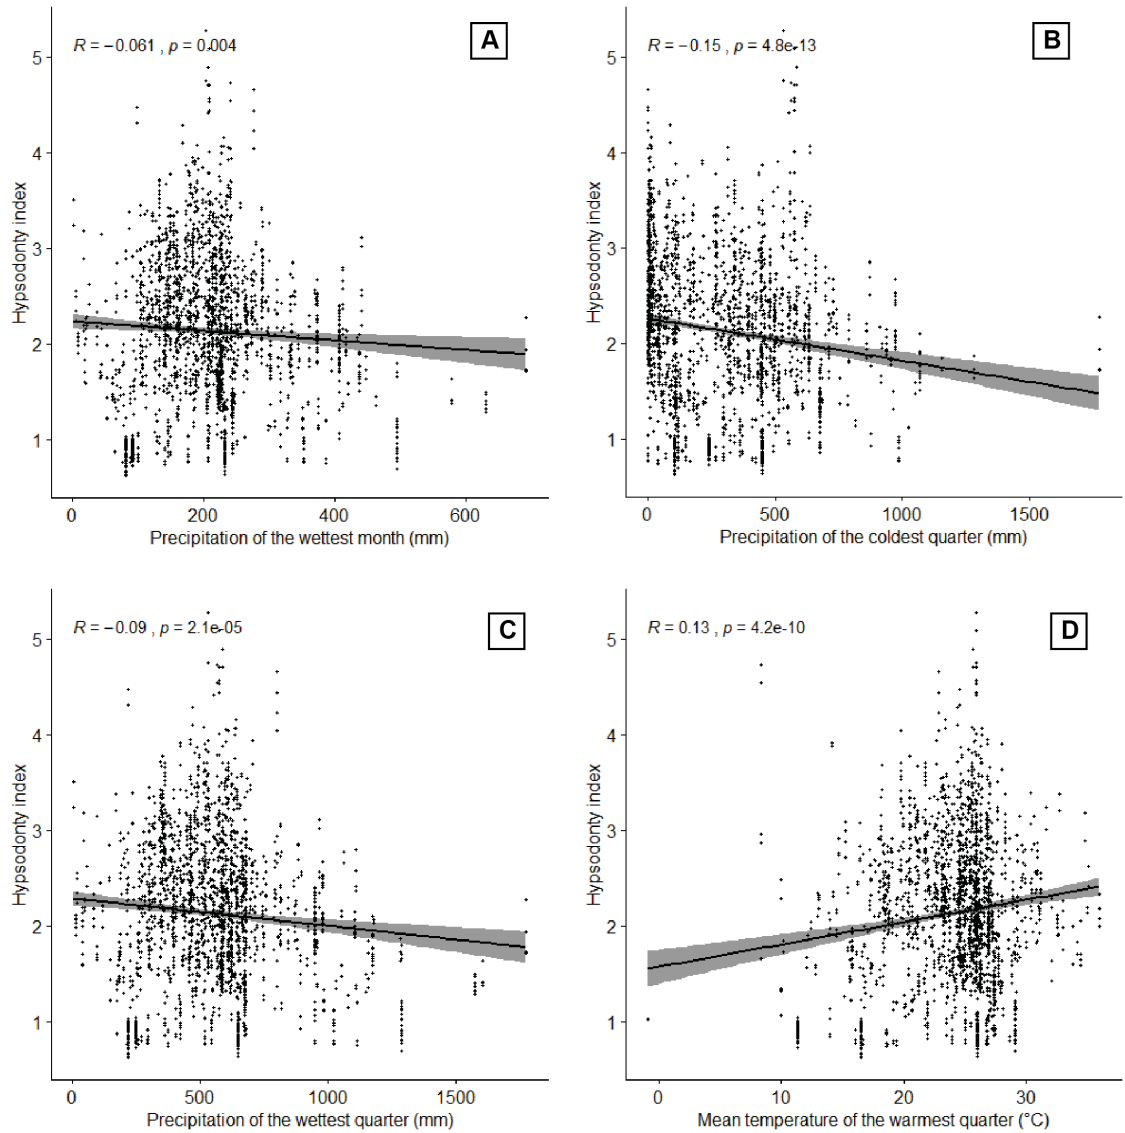 R = −0.061 , p = 0.004
A
5
4
3
2
1
Hypsodonty index
0
200
400
600
Precipitation of the wettest month (mm)
R = −0.15 , p = 4.8e-13
B
5
4
3
2
1
Hypsodonty index
0
500
1000
1500
Precipitation of the coldest quarter (mm)
R = −0.09 , p = 2.1e-05
C
5
4
3
2
1
Hypsodonty index
0
500
1000
1500
Precipitation of the wettest quarter (mm)
R = 0.13 , p = 4.2e-10
D
5
4
3
2
1
Hypsodonty index
0
10
20
30
Mean temperature of the warmest quarter (°C)